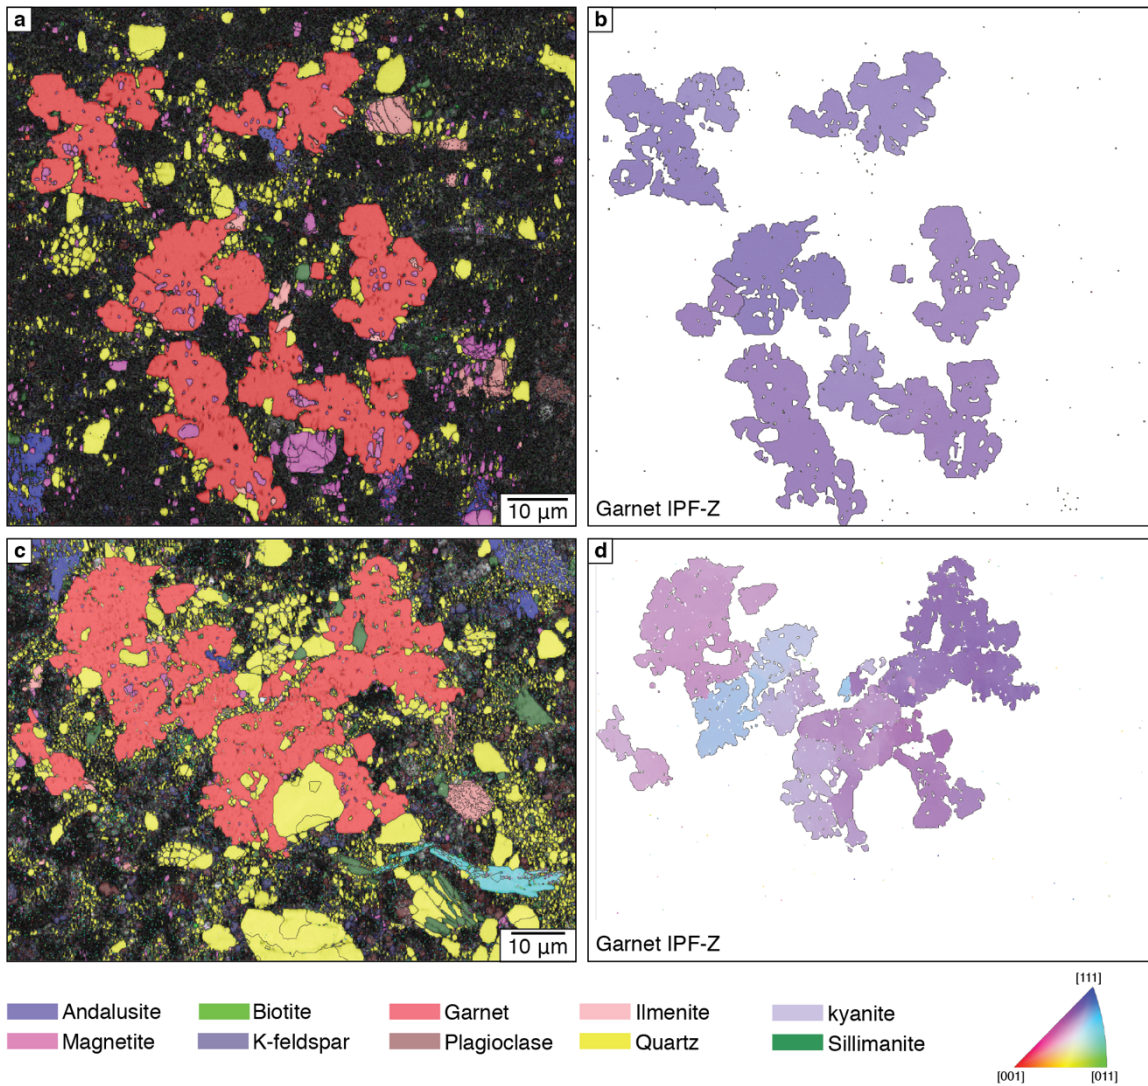 a
b
10 µm
Garnet IPF-Z
c
d
10 µm
Garnet IPF-Z
Andalusite
Biotite
Garnet
Ilmenite
kyanite
Magnetite
K-feldspar
Plagioclase
Quartz
Sillimanite
[111]
[001]
[011]